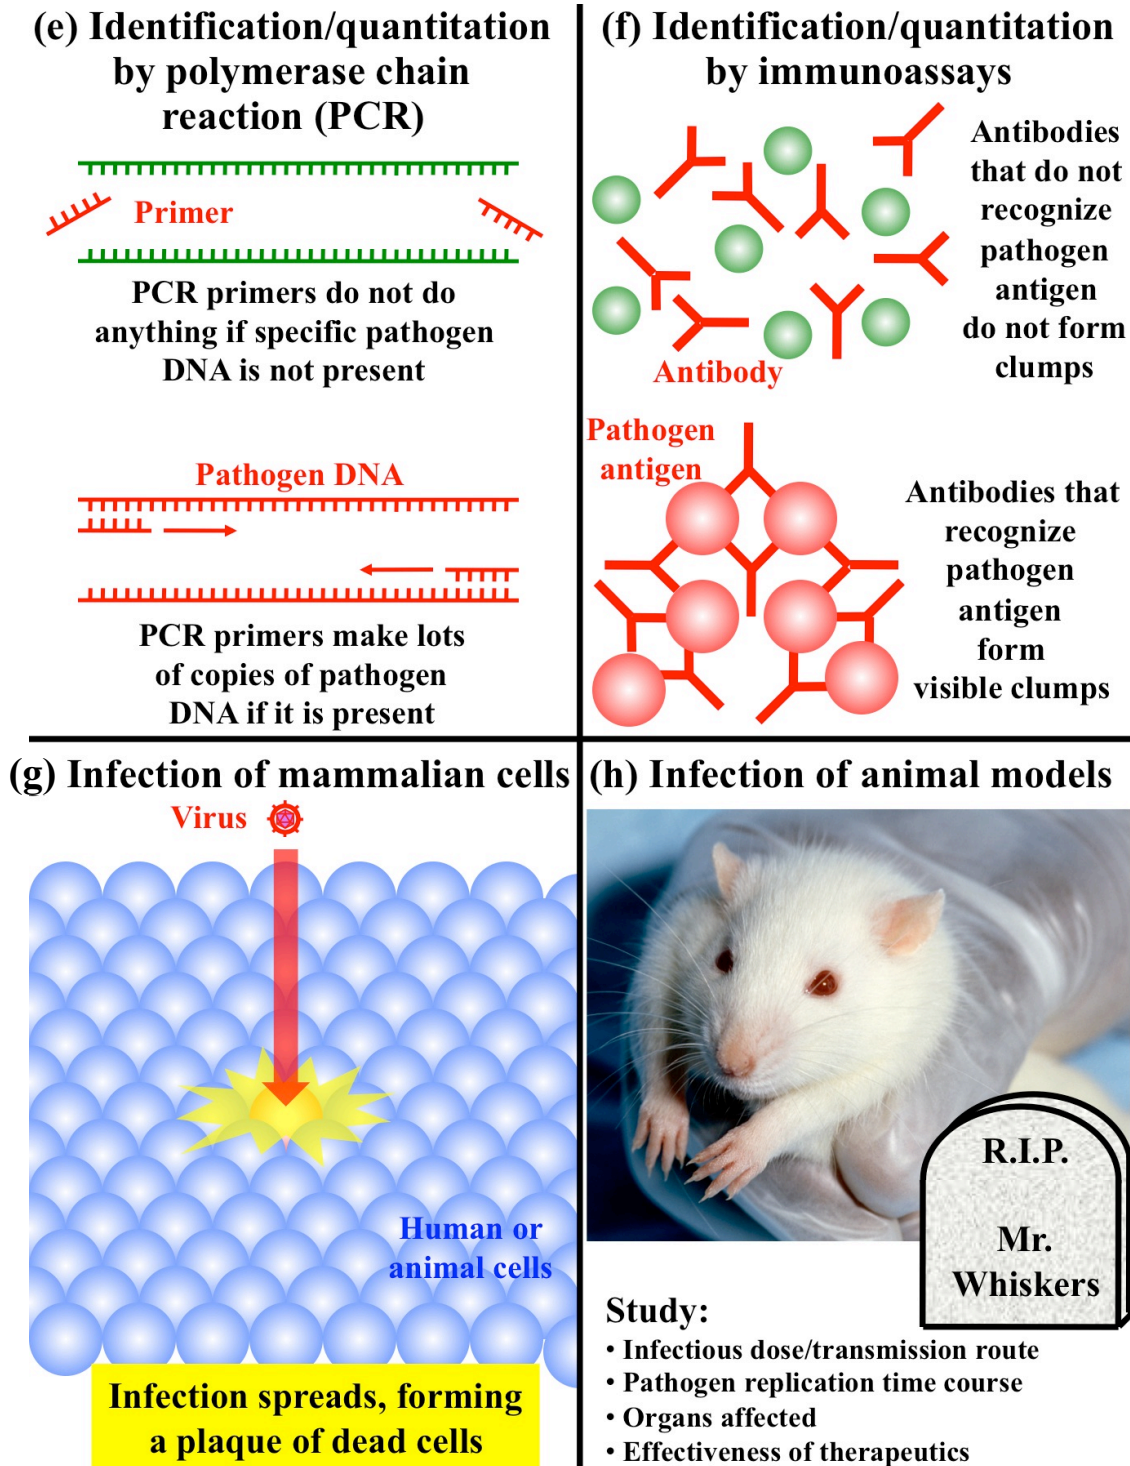 (e) Identification/quantitation
by polymerase chain
reaction (PCR)
Primer
PCR primers do not do
anything if specific pathogen
DNA is not present
Pathogen DNA
PCR primers make lots
of copies of pathogen
DNA if it is present
(f) Identification/quantitation
by immunoassays
Antibodies
that do not
recognize
pathogen
antigen
do not form
clumps
Antibody
Pathogen
antigen
Antibodies that
recognize
pathogen
antigen
form
visible clumps
(g) Infection of mammalian cells
Virus
Human or
animal cells
Infection spreads, forming
a plaque of dead cells
(h) Infection of animal models
R.I.P.
Mr.
Whiskers
Study:
• Infectious dose/transmission route
• Pathogen replication time course
• Organs affected
• Effectiveness of therapeutics